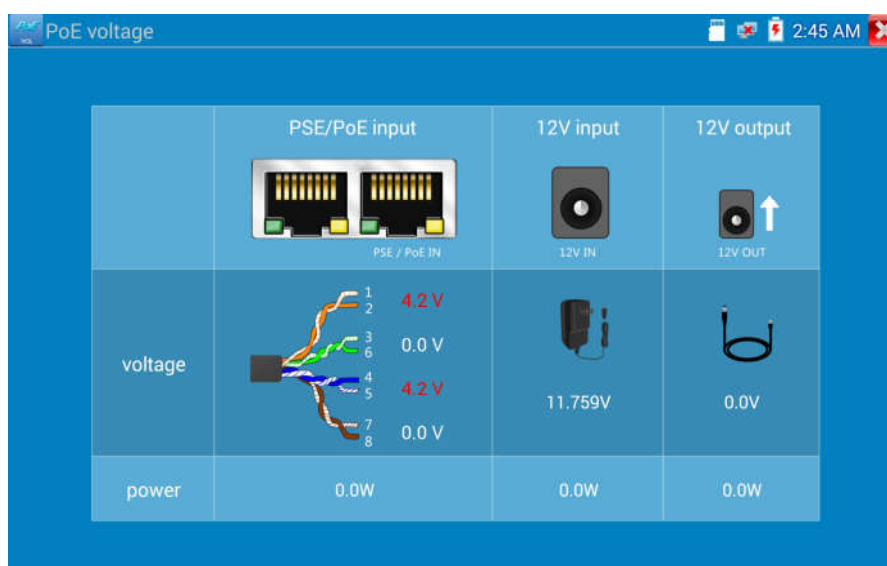 PoE voltage
2:45 AM
VOL
PSE/PoE input
12V input
12V output
PSE / PoE IN
12V IN
12V OUT
voltage
1
2
4.2 V
3
6
0.0 V
4
5
4.2 V
7
8
0.0 V
11.759V
0.0V
power
0.0W
0.0W
0.0W